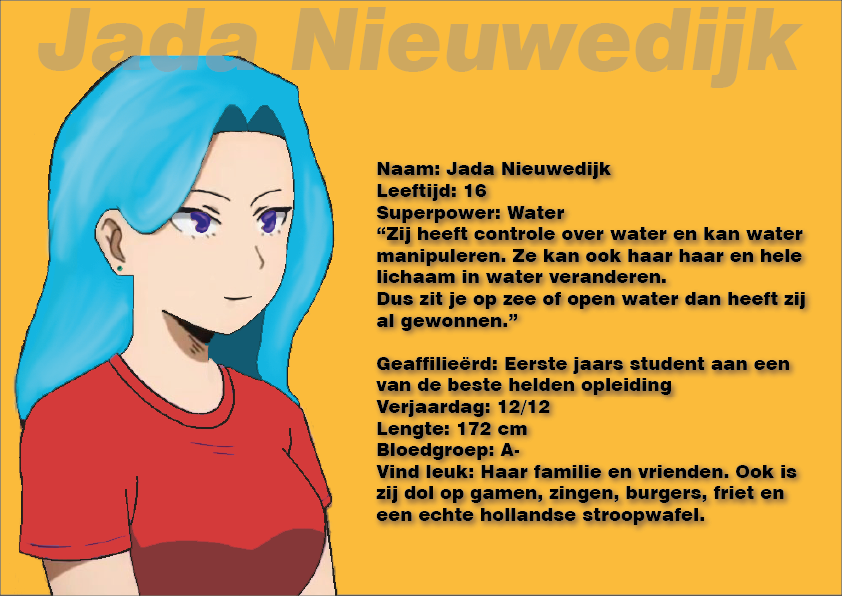 Jada Nieuwedijk
Naam: Jada Nieuwedijk
Leeftijd: 16
Superpower: Water
“Zij heeft controle over water en kan water
manipuleren. Ze kan ook haar haar en hele
lichaam in water veranderen.
Dus zit je op zee of open water dan heeft zij
al gewonnen.”
Geaffilieërd: Eerste jaars student aan een
van de beste helden opleiding
Verjaardag: 12/12
Lengte: 172 cm
Bloedgroep: A-
Vind leuk: Haar familie en vrienden. Ook is
zij dol op gamen, zingen, burgers, friet en
een echte hollandse stroopwafel.